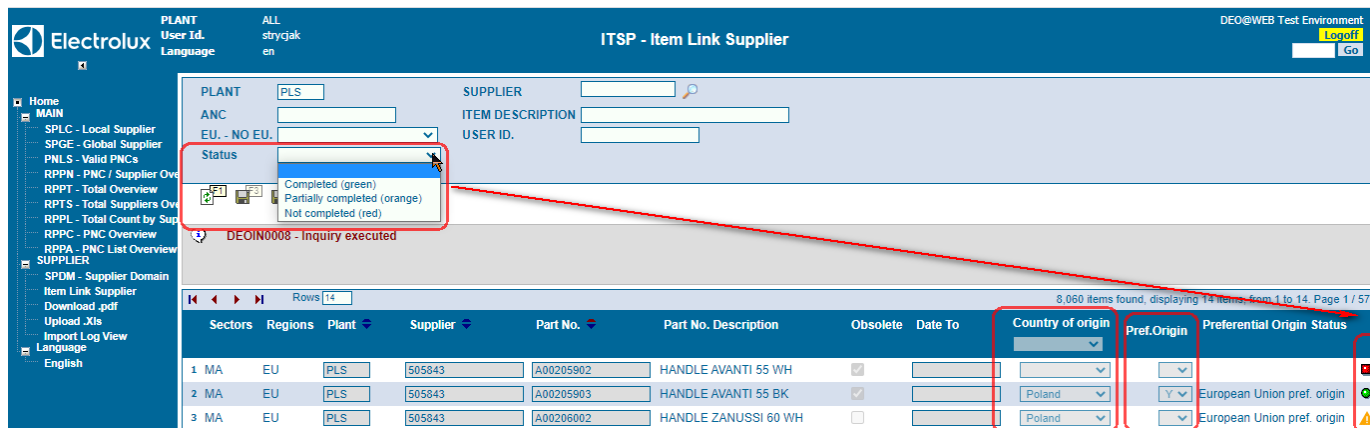 PLANT ALL
User Id. strycjak
Language en
Electrolux
ITSP - Item Link Supplier
DEO@WEB Test Environment
Logoff
Go
Home
MAIN
SPLC - Local Supplier
SPGE - Global Supplier
PNLS - Valid PNCs
RPPN - PNC / Supplier Ove
RPPT - Total Overview
RPTS - Total Suppliers Ove
RPPL - Total Count by Sup
RPPC - PNC Overview
RPPA - PNC List Overview
SUPPLIER
SPDM - Supplier Domain
Item Link Supplier
Download .pdf
Upload .Xls
Import Log View
Language
English
PLANT PLS SUPPLIER
ANC ITEM DESCRIPTION
EU. - NO EU. USER ID.
Status
Completed (green)
Partially completed (orange)
Not completed (red)
F1 F3
DEOIN0008 - Inquiry executed
Rows 14 8,060 items found, displaying 14 items, from 1 to 14. Page 1 / 57
Sectors Regions Plant Supplier Part No. Part No. Description Obsolete Date To Country of origin Pref.Origin Preferential Origin Status
1 MA EU PLS 505843 A00205902 HANDLE AVANTI 55 WH
2 MA EU PLS 505843 A00205903 HANDLE AVANTI 55 BK Poland Y European Union pref. origin
3 MA EU PLS 505843 A00206002 HANDLE ZANUSSI 60 WH Poland European Union pref. origin